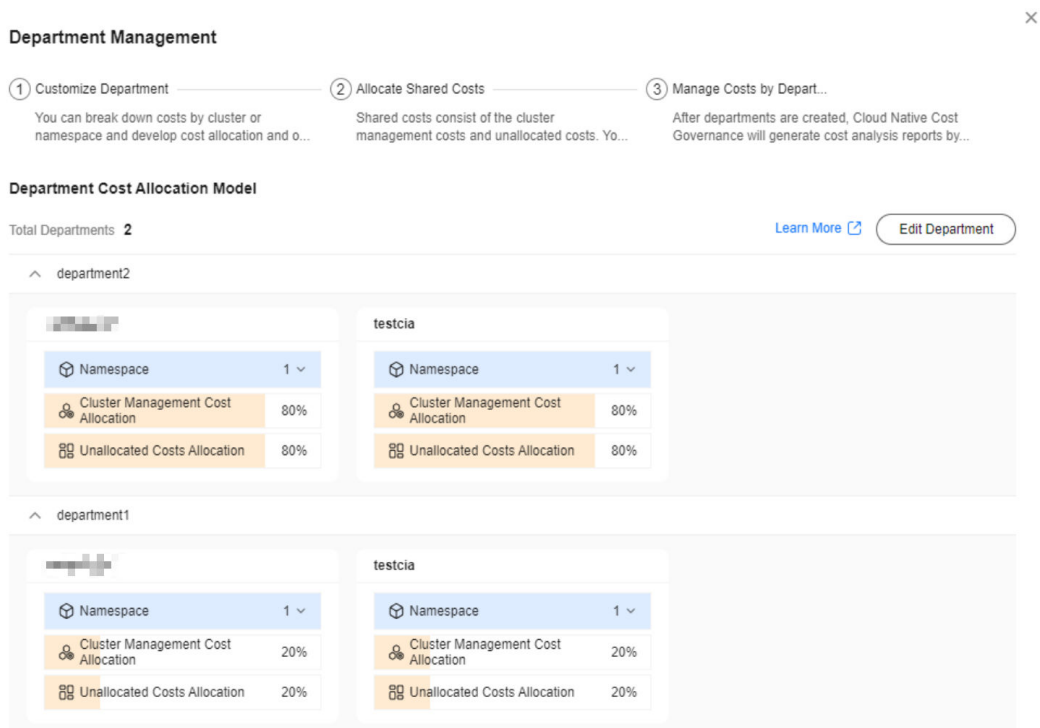 Department Management
1 Customize Department
2 Allocate Shared Costs
3 Manage Costs by Depart...
You can break down costs by cluster or
namespace and develop cost allocation and o...
Shared costs consist of the cluster
management costs and unallocated costs. Yo...
After departments are created, Cloud Native Cost
Governance will generate cost analysis reports by...
Department Cost Allocation Model
Total Departments 2
Learn More
Edit Department
department2
testcia
Namespace 1
Cluster Management Cost
Allocation 80%
Unallocated Costs Allocation 80%
Namespace 1
Cluster Management Cost
Allocation 80%
Unallocated Costs Allocation 80%
department1
testcia
Namespace 1
Cluster Management Cost
Allocation 20%
Unallocated Costs Allocation 20%
Namespace 1
Cluster Management Cost
Allocation 20%
Unallocated Costs Allocation 20%